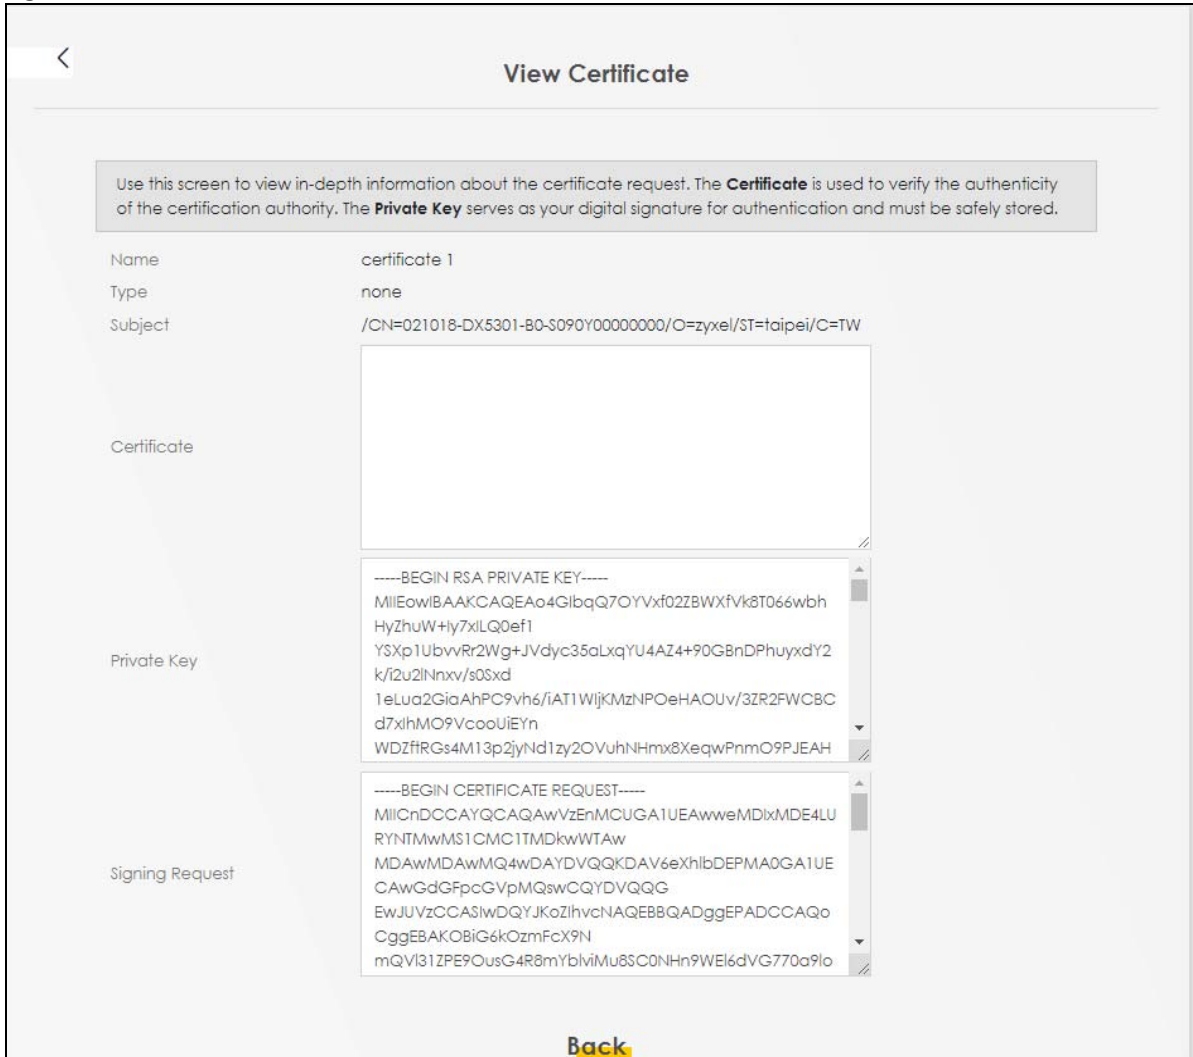 View Certificate
Use this screen to view in-depth information about the certificate request. The Certificate is used to verify the authenticity
of the certification authority. The Private Key serves as your digital signature for authentication and must be safely stored.
Name certificate 1
Type none
Subject /CN=021018-DX5301-B0-S090Y00000000/O=zyxel/ST=taipei/C=TW
Certificate
Private Key
-----BEGIN RSA PRIVATE KEY-----
MIIEowIBAAKCAQEAo4GIbqQ7OYVxf02ZBWXfVk8T066wbh
HyZhuW+Iy7xILQ0ef1
YSXp1UbvvRr2Wg+JVdyc35aLxqYU4AZ4+90GBnDPhuyxdY2
k/i2u2lNnxv/s0Sxd
1eLua2GiaAhPC9vh6/iAT1WljKMzNPOeHAOUv/3ZR2FWCBC
d7xIhMO9VcooUiEYn
WDZftRGs4M13p2jyNd1zy2OVuhNHmx8XeqwPnmO9PJEAH
Signing Request
-----BEGIN CERTIFICATE REQUEST-----
MIICnDCCAYQCAQAwVzEnMCUGA1UEAwweMDIxMDE4LU
RYNTMwMS1CMC1TMDkwWTAw
MDAwMDAwMQ4wDAYDVQQKDAV6eXhlbDEPMA0GA1UE
CAwGdGFpcGVpMQswCQYDVQQG
EwJUVzCCASIwDQYJKoZIhvcNAQEBBQADggEPADCCAQo
CggEBAKOBiG6kOzmFcX9N
mQVl31ZPE9OusG4R8mYblviMu8SC0NHn9WEl6dVG770a9lo
Back